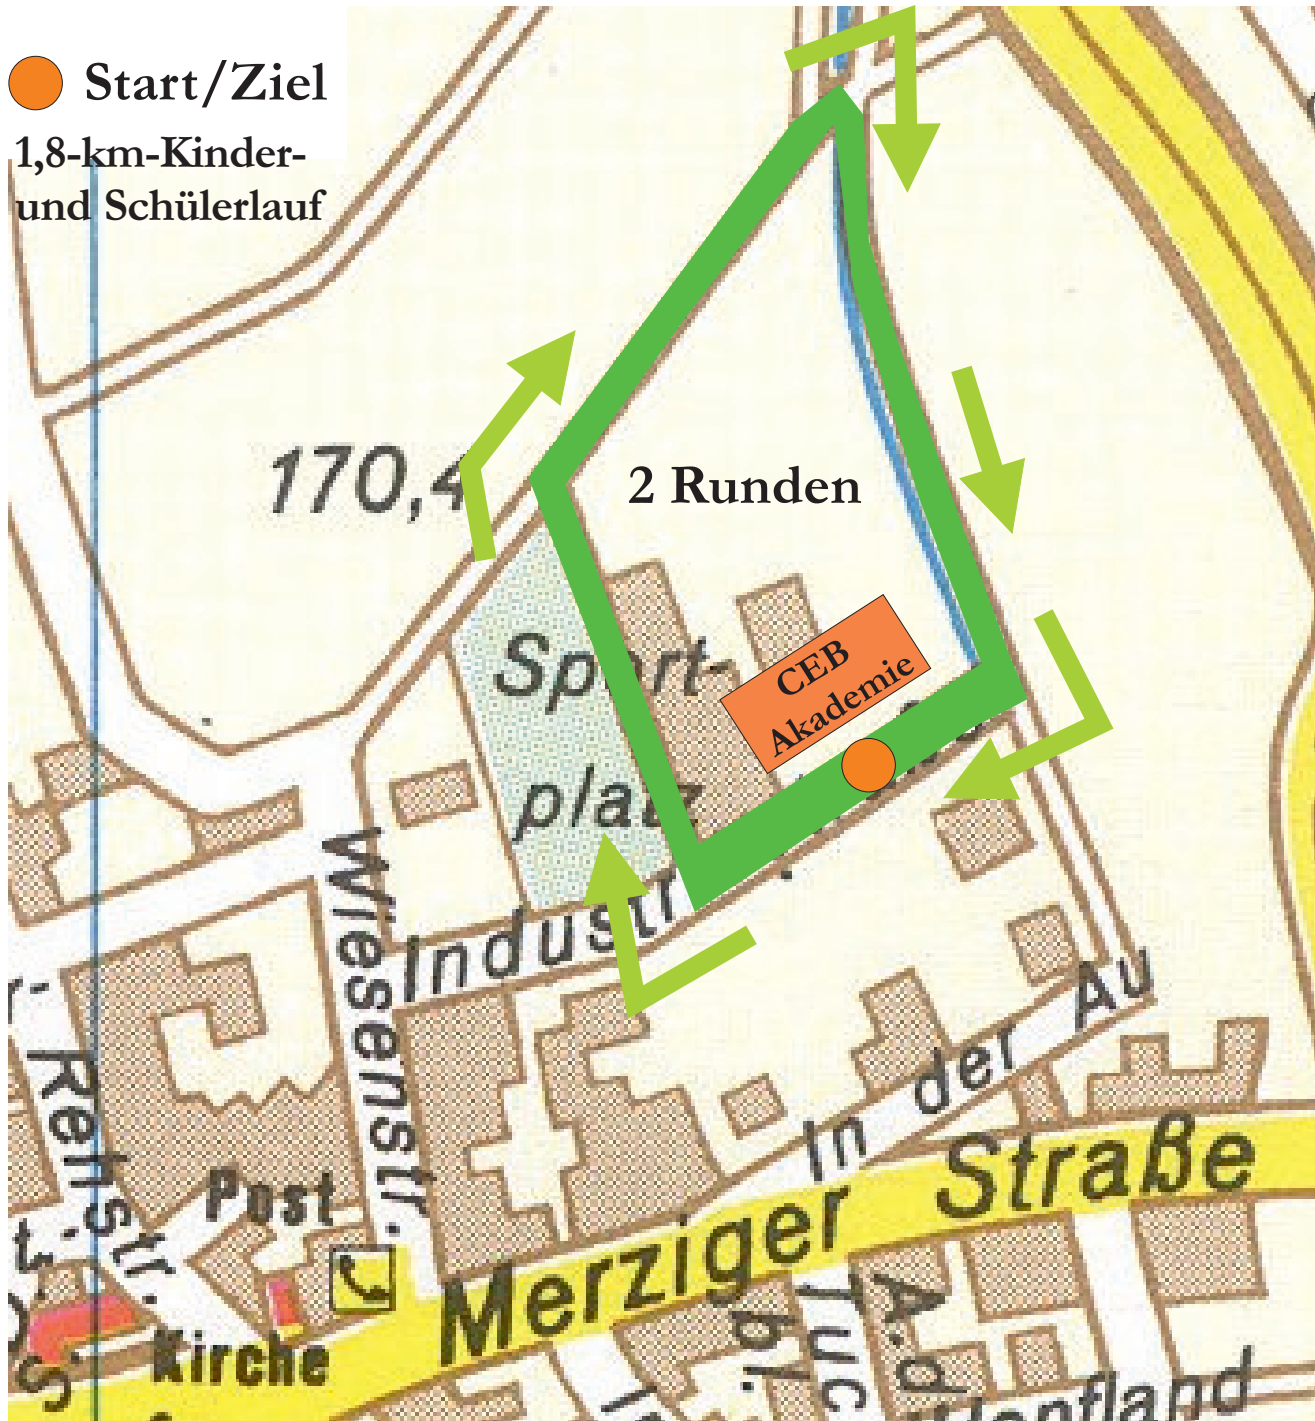 Start/Ziel
1,8-km-Kinder-
und Schülerlauf
170,4
2 Runden
Sport-
platz
CEB
Akademie
Industr
Wiesenstr.
Rehstr.
In der Au
Post
Merziger Straße
Kirche